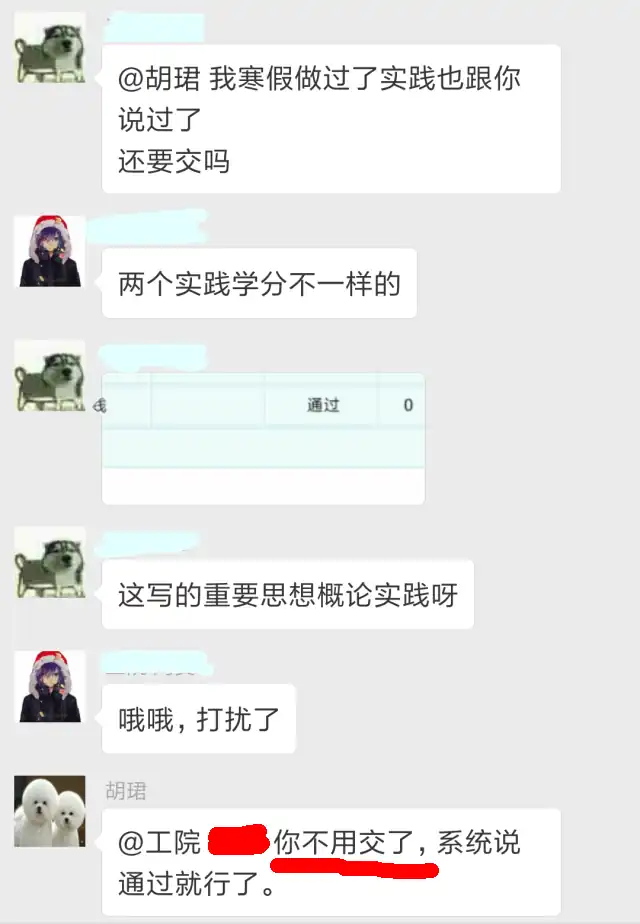 @胡珺 我寒假做过了实践也跟你
说过了
还要交吗
两个实践学分不一样的
通过 0
这写的重要思想概论实践呀
哦哦，打扰了
胡珺
@工院 你不用交了，系统说
通过就行了。